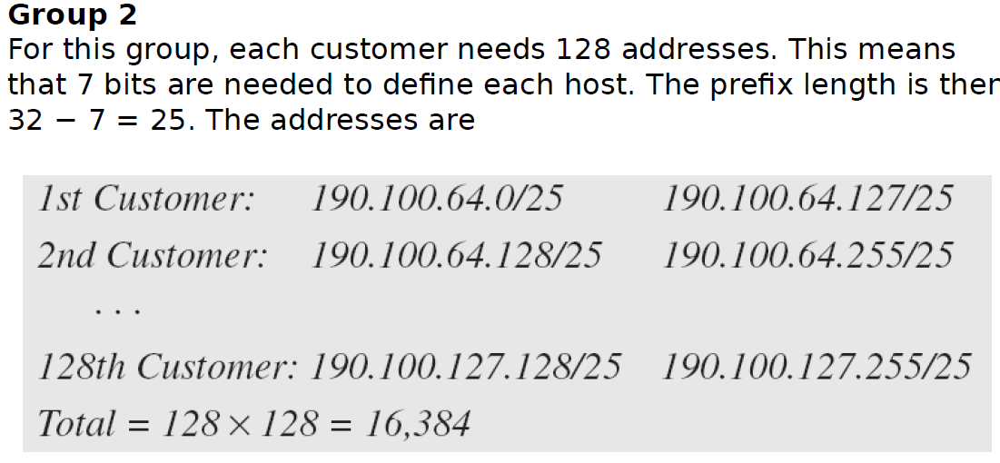 Group 2
For this group, each customer needs 128 addresses. This means
that 7 bits are needed to define each host. The prefix length is then
32 − 7 = 25. The addresses are
1st Customer: 190.100.64.0/25 190.100.64.127/25
2nd Customer: 190.100.64.128/25 190.100.64.255/25
. . .
128th Customer: 190.100.127.128/25 190.100.127.255/25
Total = 128 × 128 = 16,384